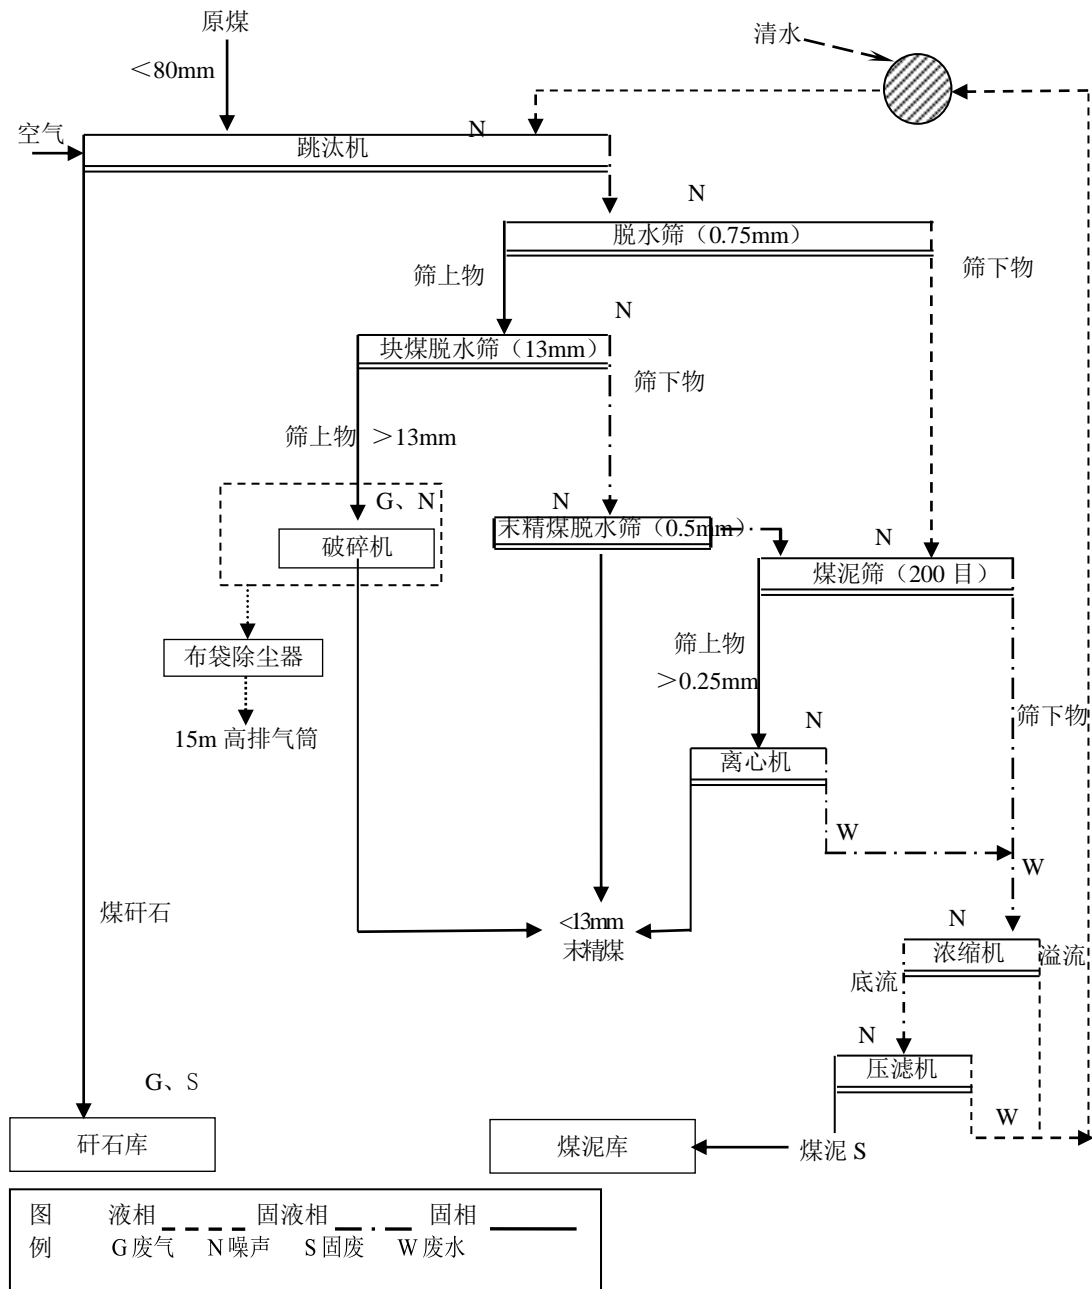 原煤
清水
＜80mm
空气
N
跳汰机
N
脱水筛（0.75mm）
筛上物
筛下物
N
块煤脱水筛（13mm）
筛下物
筛上物 ＞13mm
G、N
N
破碎机
末精煤脱水筛（0.5mm）
N
煤泥筛（200 目）
布袋除尘器
筛上物
＞0.25mm
15m 高排气筒
N
筛下物
离心机
W
W
煤矸石
<13mm
末精煤
N
浓缩机
溢流
底流
N
压滤机
G、S
W
矸石库
煤泥库
煤泥 S
图 液相 固液相 固相
例 G 废气 N 噪声 S 固废 W 废水